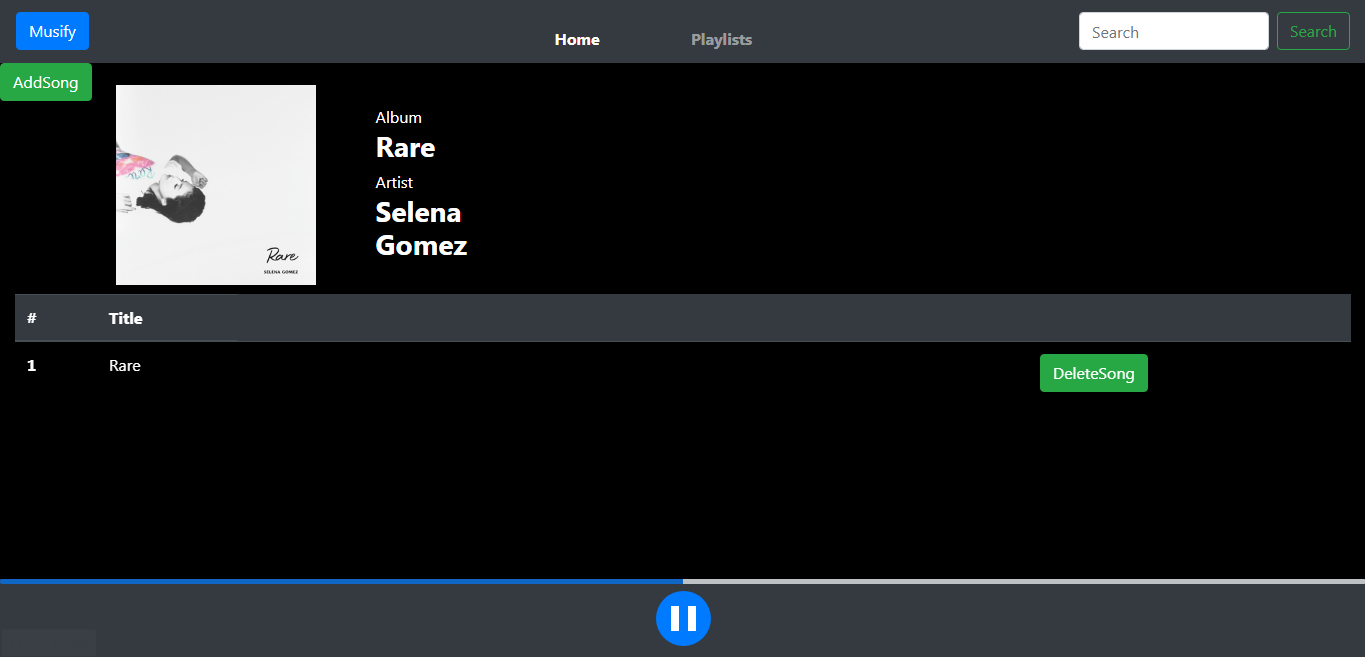 Musify
Home
Playlists
Search
Search
AddSong
Album
Rare
Artist
Selena
Gomez
Rare
SELENA GOMEZ
# Title
1 Rare
DeleteSong